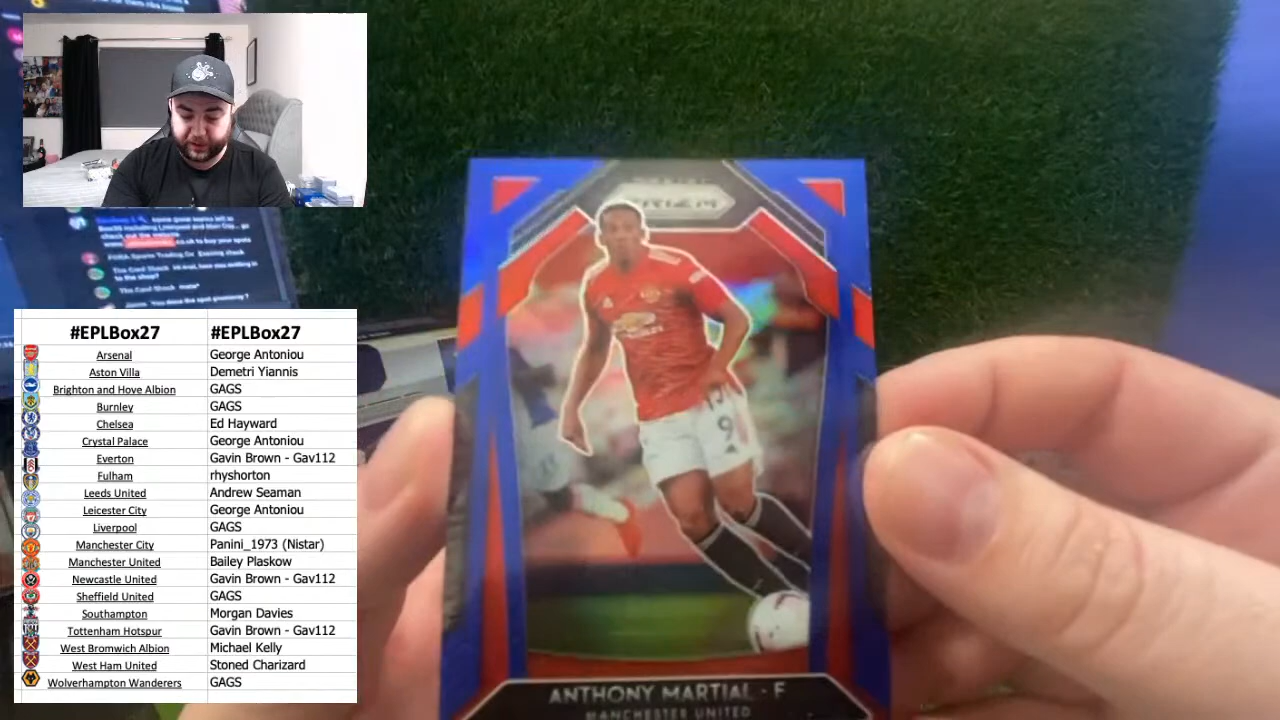 #EPLBox27 #EPLBox27
Arsenal George Antoniou
Aston Villa Demetri Yiannis
Brighton and Hove Albion GAGS
Burnley GAGS
Chelsea Ed Hayward
Crystal Palace George Antoniou
Everton Gavin Brown - Gav112
Fulham rhyshorton
Leeds United Andrew Seaman
Leicester City George Antoniou
Liverpool GAGS
Manchester City Panini_1973 (Nistar)
Manchester United Bailey Plaskow
Newcastle United Gavin Brown - Gav112
Sheffield United GAGS
Southampton Morgan Davies
Tottenham Hotspur Gavin Brown - Gav112
West Bromwich Albion Michael Kelly
West Ham United Stoned Charizard
Wolverhampton Wanderers GAGS
PRIZM
9
ANTHONY MARTIAL - F
MANCHESTER UNITED